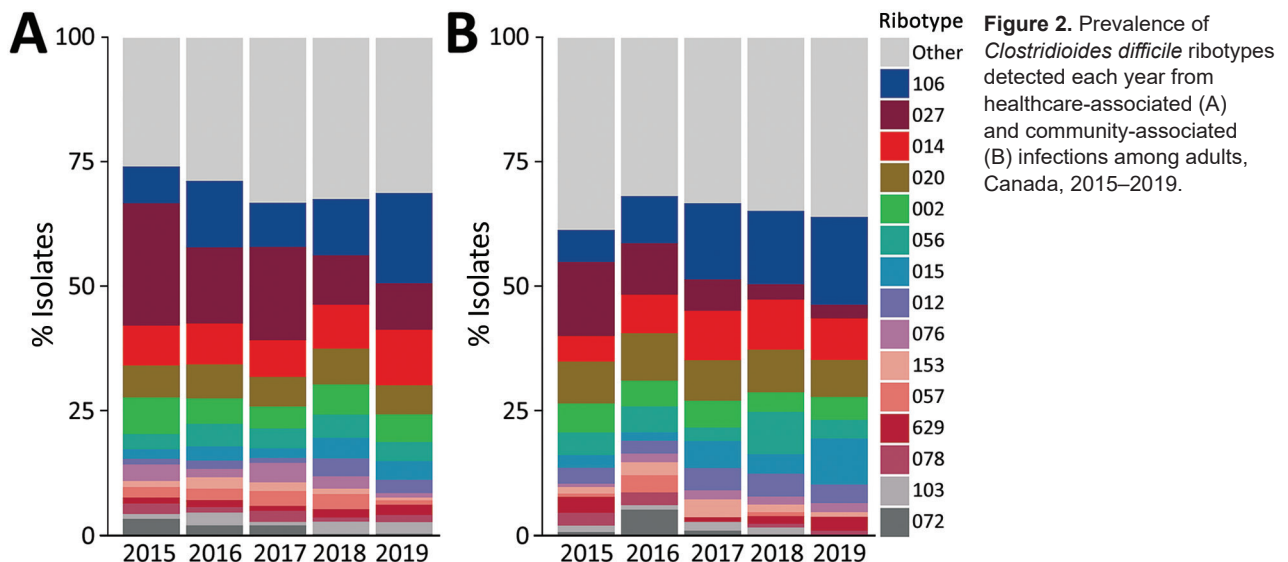 A
100
75
50
25
0
% Isolates
2015 2016 2017 2018 2019
B
100
75
50
25
0
% Isolates
2015 2016 2017 2018 2019
Ribotype
Other
106
027
014
020
002
056
015
012
076
153
057
629
078
103
072
Figure 2. Prevalence of
Clostridioides difficile ribotypes
detected each year from
healthcare-associated (A)
and community-associated
(B) infections among adults,
Canada, 2015–2019.